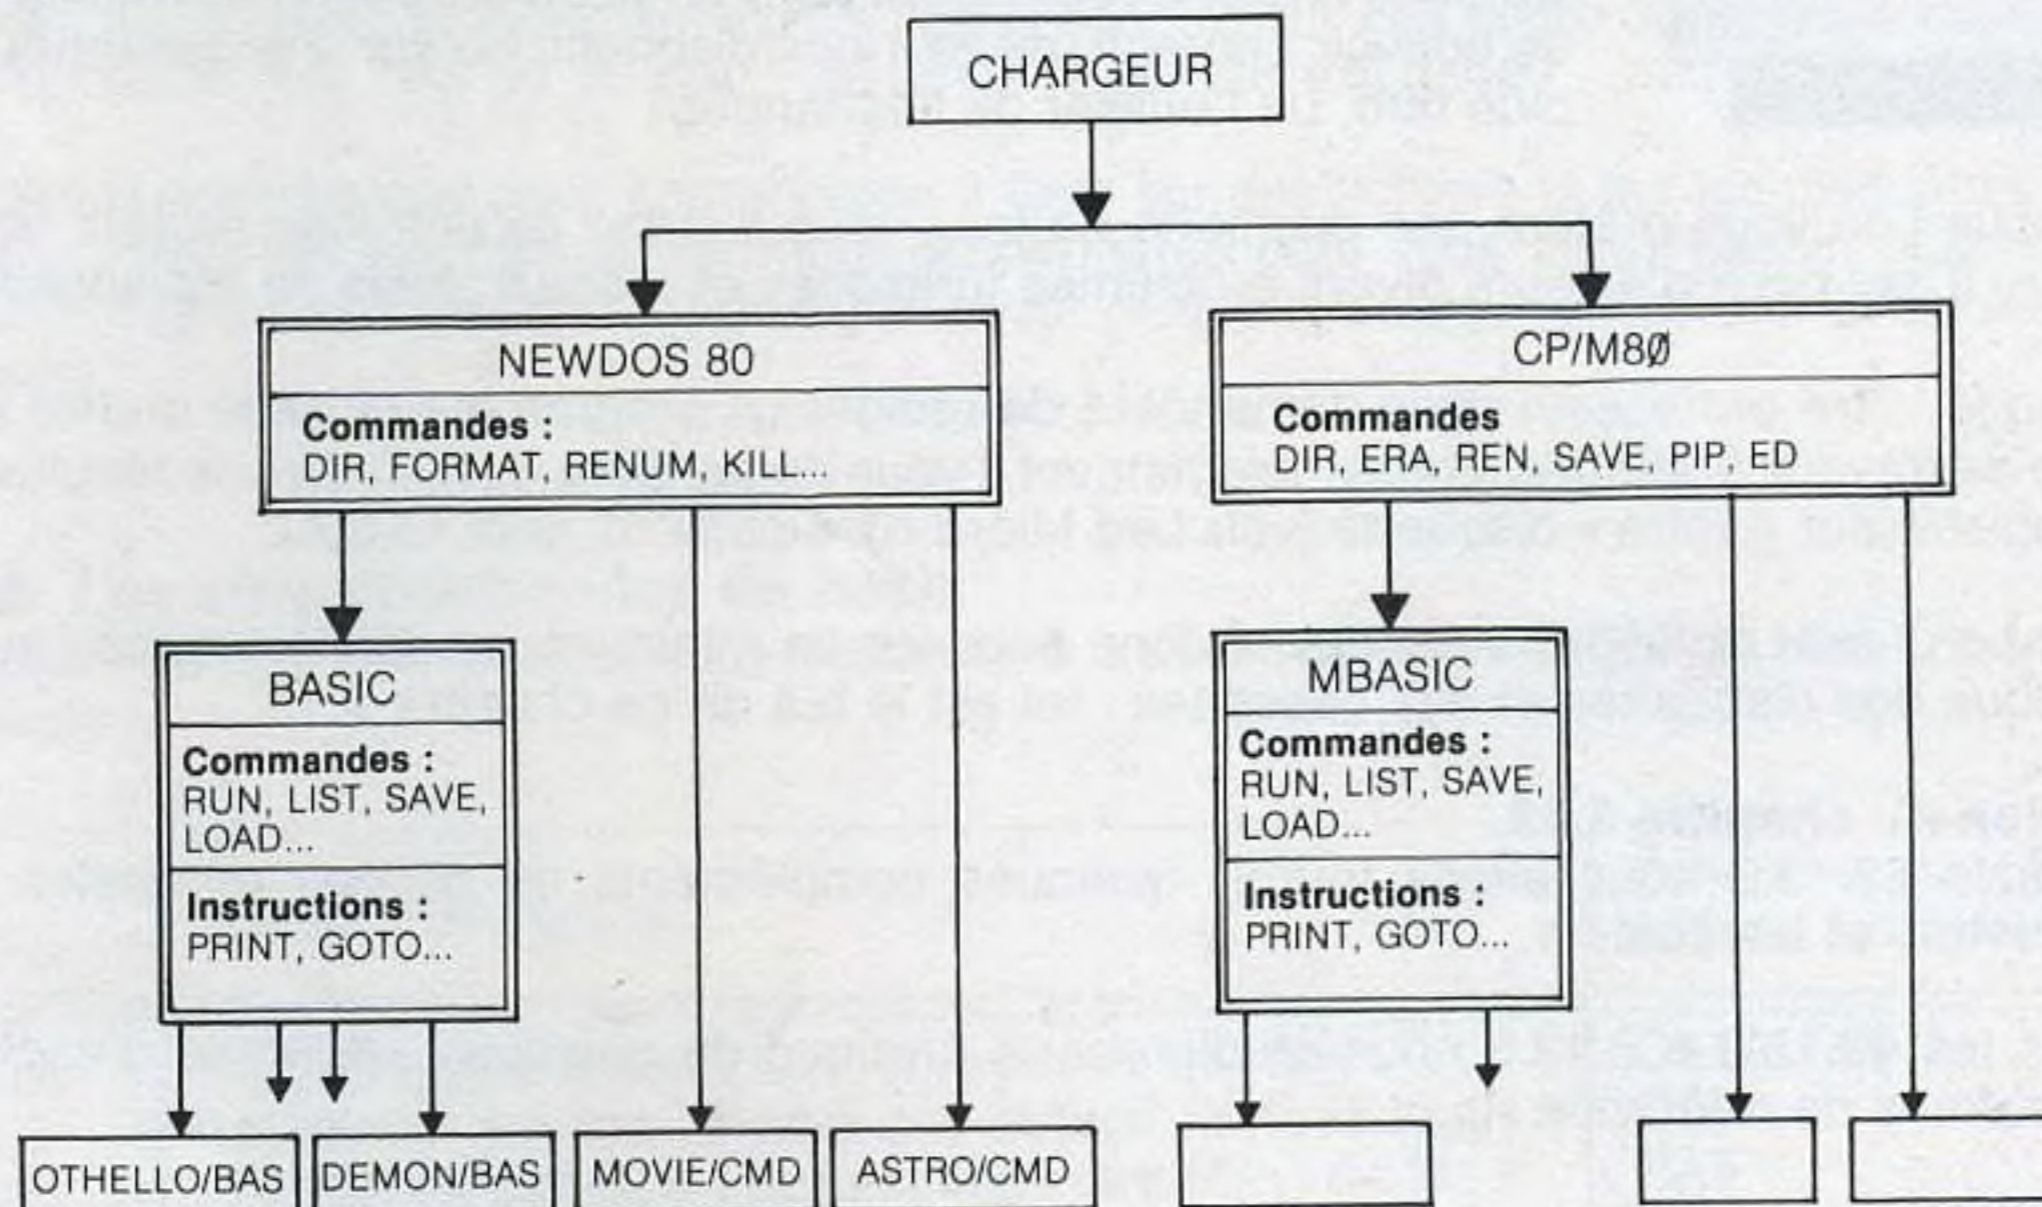 CHARGEUR
NEWDOS 80
Commandes :
DIR, FORMAT, RENUM, KILL...
CP/M8Ø
Commandes
DIR, ERA, REN, SAVE, PIP, ED
BASIC
Commandes :
RUN, LIST, SAVE,
LOAD...
Instructions :
PRINT, GOTO...
MBASIC
Commandes :
RUN, LIST, SAVE,
LOAD...
Instructions :
PRINT, GOTO...
OTHELLO/BAS
DEMON/BAS
MOVIE/CMD
ASTRO/CMD